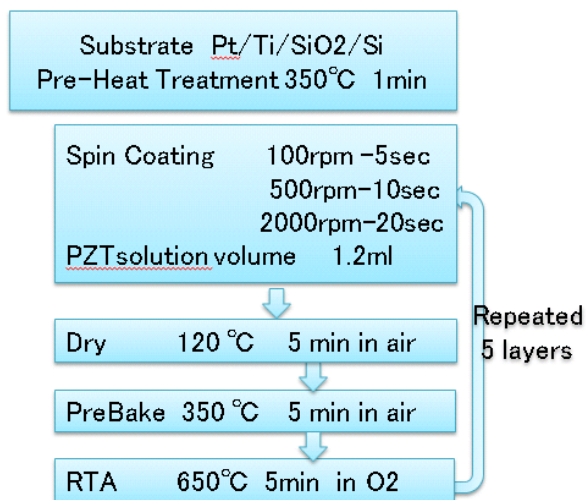 Substrate Pt/Ti/SiO2/Si
Pre-Heat Treatment 350℃ 1min
Spin Coating 100rpm-5sec
500rpm-10sec
2000rpm-20sec
PZTsolution volume 1.2ml
Dry 120 ℃ 5 min in air
PreBake 350 ℃ 5 min in air
RTA 650℃ 5min in O2
Repeated
5 layers